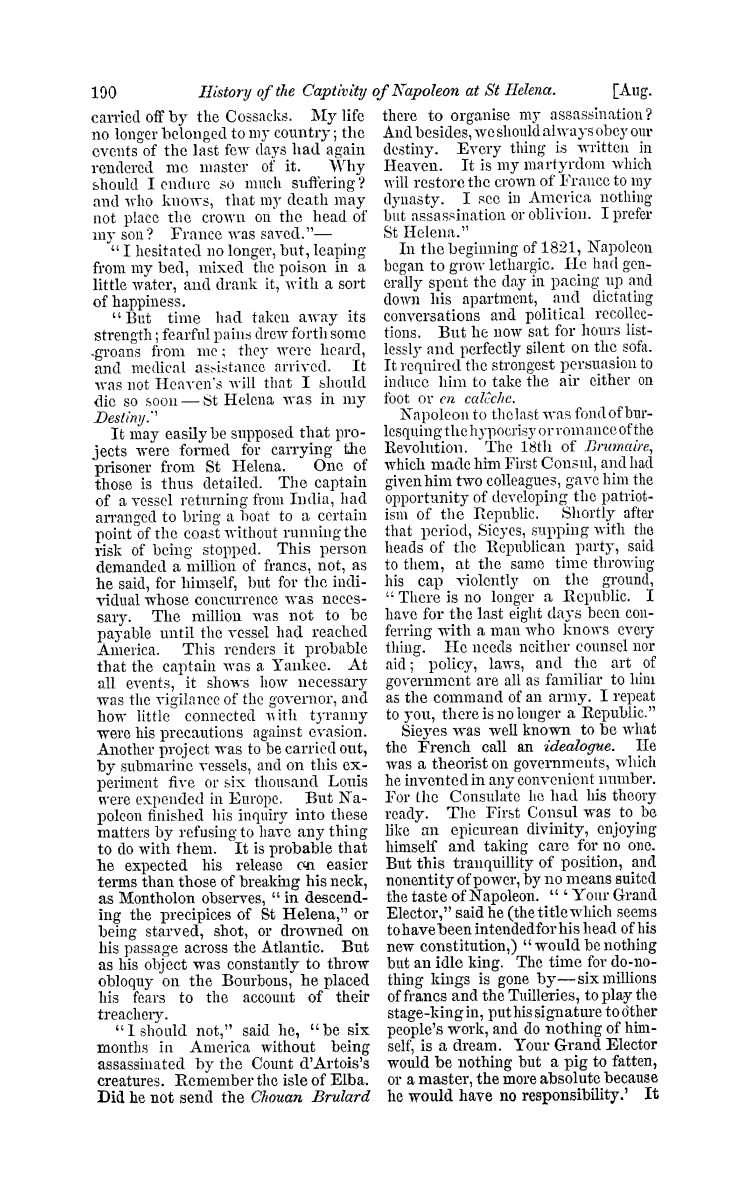 190 History of the Captivity of Napoleon at St Helena. [Aug.
carried off by the Cossacks. My life
no longer belonged to my country; the
events of the last few days had again
rendered me master of it. Why
should I endure so much suffering?
and who knows, that my death may
not place the crown on the head of
my son? France was saved."—
"I hesitated no longer, but, leaping
from my bed, mixed the poison in a
little water, and drank it, with a sort
of happiness.
"But time had taken away its
strength; fearful pains drew forth some
groans from me; they were heard,
and medical assistance arrived. It
was not Heaven's will that I should
die so soon—St Helena was in my
Destiny."
It may easily be supposed that pro-
jects were formed for carrying the
prisoner from St Helena. One of
those is thus detailed. The captain
of a vessel returning from India, had
arranged to bring a boat to a certain
point of the coast without running the
risk of being stopped. This person
demanded a million of francs, not, as
he said, for himself, but for the indi-
vidual whose concurrence was neces-
sary. The million was not to be
payable until the vessel had reached
America. This renders it probable
that the captain was a Yankee. At
all events, it shows how necessary
was the vigilance of the governor, and
how little connected with tyranny
were his precautions against evasion.
Another project was to be carried out,
by submarine vessels, and on this ex-
periment five or six thousand Louis
were expended in Europe. But Na-
poleon finished his inquiry into these
matters by refusing to have any thing
to do with them. It is probable that
he expected his release on easier
terms than those of breaking his neck,
as Montholon observes, "in descend-
ing the precipices of St Helena," or
being starved, shot, or drowned on
his passage across the Atlantic. But
as his object was constantly to throw
obloquy on the Bourbons, he placed
his fears to the account of their
treachery.
"I should not," said he, "be six
months in America without being
assassinated by the Count d'Artois's
creatures. Remember the isle of Elba.
Did he not send the Chouan Brulard
there to organise my assassination?
And besides, we should always obey our
destiny. Every thing is written in
Heaven. It is my martyrdom which
will restore the crown of France to my
dynasty. I see in America nothing
but assassination or oblivion. I prefer
St Helena."
In the beginning of 1821, Napoleon
began to grow lethargic. He had gen-
erally spent the day in pacing up and
down his apartment, and dictating
conversations and political recollec-
tions. But he now sat for hours list-
lessly and perfectly silent on the sofa.
It required the strongest persuasion to
induce him to take the air either on
foot or en calêche.
Napoleon to the last was fond of bur-
lesquing the hypocrisy or romance of the
Revolution. The 18th of Brumaire,
which made him First Consul, and had
given him two colleagues, gave him the
opportunity of developing the patriot-
ism of the Republic. Shortly after
that period, Sieyes, supping with the
heads of the Republican party, said
to them, at the same time throwing
his cap violently on the ground,
"There is no longer a Republic. I
have for the last eight days been con-
ferring with a man who knows every
thing. He needs neither counsel nor
aid; policy, laws, and the art of
government are all as familiar to him
as the command of an army. I repeat
to you, there is no longer a Republic."
Sieyes was well known to be what
the French call an idealogue. He
was a theorist on governments, which
he invented in any convenient number.
For the Consulate he had his theory
ready. The First Consul was to be
like an epicurean divinity, enjoying
himself and taking care for no one.
But this tranquillity of position, and
nonentity of power, by no means suited
the taste of Napoleon. "'Your Grand
Elector," said he (the title which seems
to have been intended for his head of his
new constitution,) "would be nothing
but an idle king. The time for do-no-
thing kings is gone by—six millions
of francs and the Tuilleries, to play the
stage-king in, put his signature to other
people's work, and do nothing of him-
self, is a dream. Your Grand Elector
would be nothing but a pig to fatten,
or a master, the more absolute because
he would have no responsibility.' It